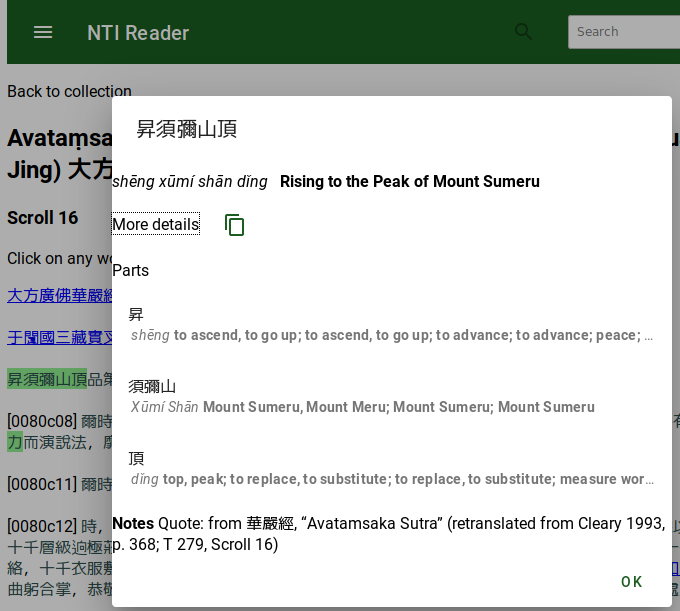 NTI Reader
Search
Back to collection
Avataṃsa
Jing) 大方
Scroll 16
Click on any wo
大方廣佛華嚴經
于闐國三藏實叉
昇須彌山頂品第
[0080c08] 爾時
力而演說法，
[0080c11] 爾時
[0080c12] 時，
十千層級迥極莊
絡，十千衣服敷
曲躬合掌，恭敬
昇須彌山頂
shēng xūmí shān dǐng Rising to the Peak of Mount Sumeru
More details
Parts
昇
shēng to ascend, to go up; to ascend, to go up; to advance; to advance; peace; …
須彌山
Xūmí Shān Mount Sumeru, Mount Meru; Mount Sumeru; Mount Sumeru
頂
dǐng top, peak; to replace, to substitute; to replace, to substitute; measure wor…
Notes Quote: from 華嚴經, “Avatamsaka Sutra” (retranslated from Cleary 1993,
p. 368; T 279, Scroll 16)
OK